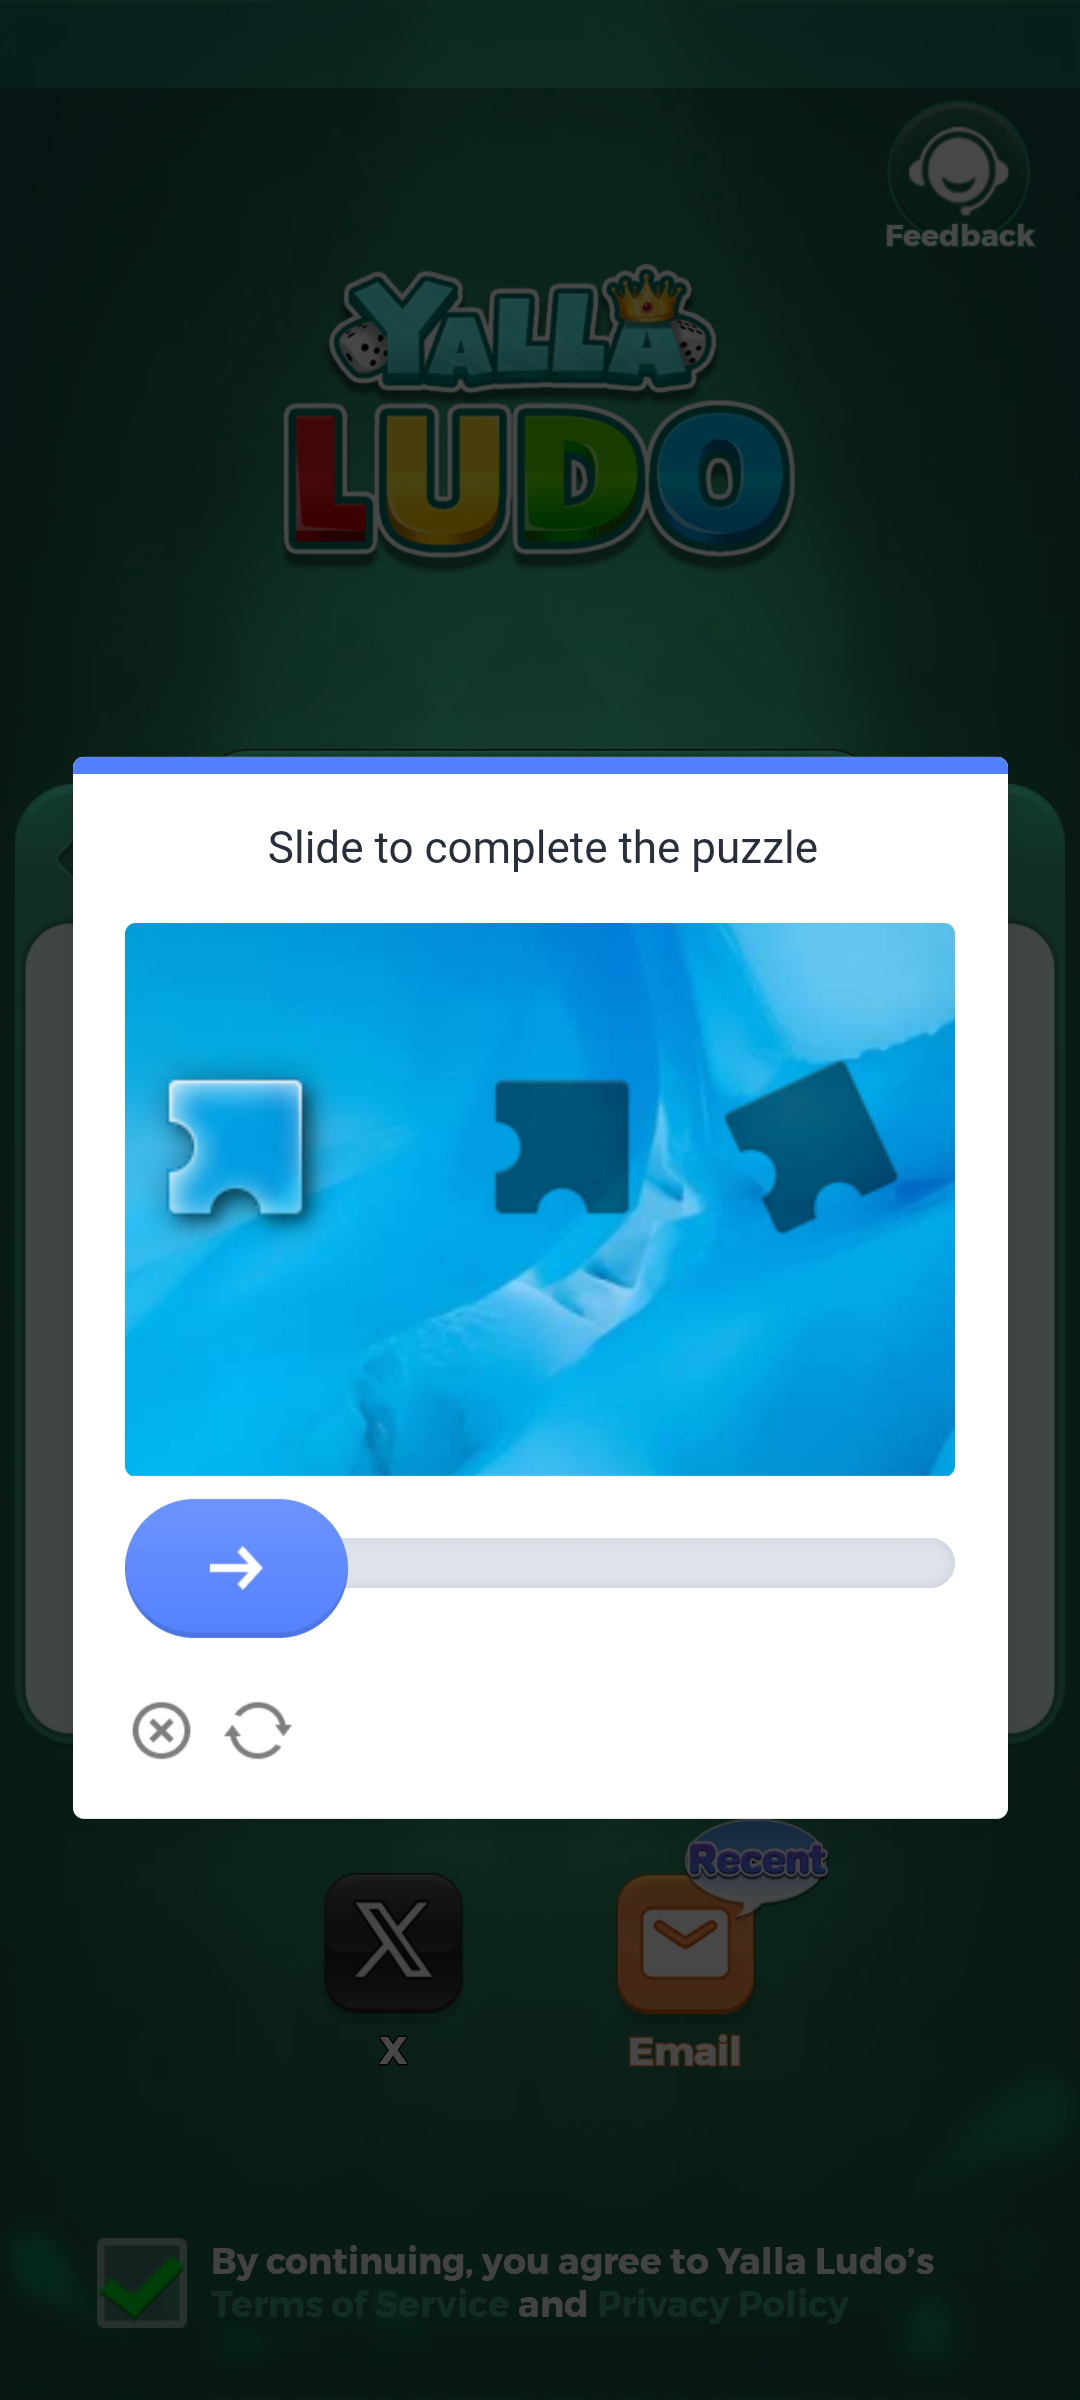 Feedback
YALLA
LUDO
Slide to complete the puzzle
Recent
X
Email
By continuing, you agree to Yalla Ludo’s
Terms of Service and Privacy Policy